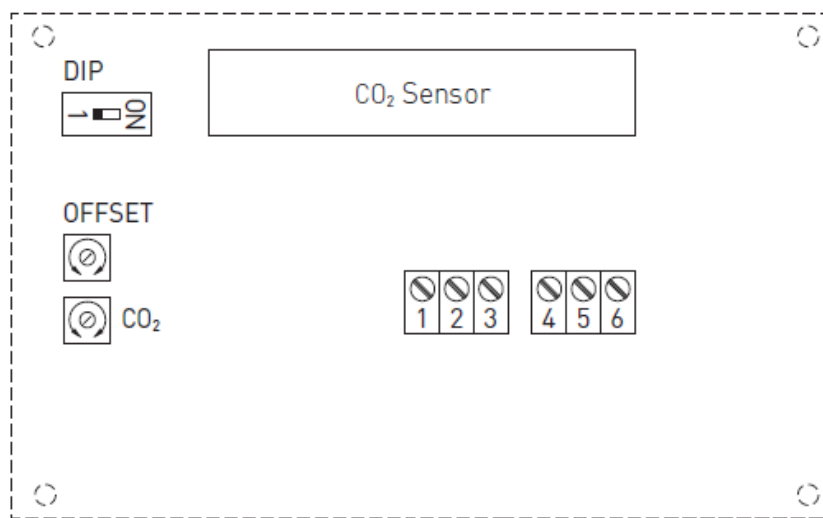 DIP
CO₂ Sensor
1 ON
OFFSET
CO₂
1 2 3 4 5 6